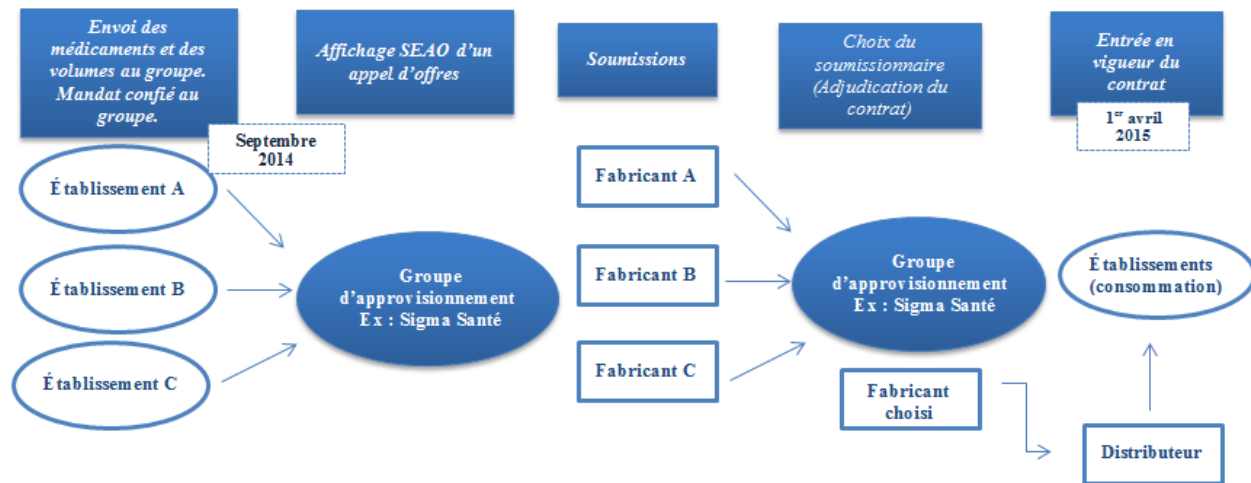 Envoi des
médicaments et des
volumes au groupe.
Mandat confié au
groupe.
Affichage SEAO d'un
appel d'offres
Soumissions
Choix du
soumissionnaire
(Adjudication du
contrat)
Entrée en
vigueur du
contrat
Septembre
2014
1er avril
2015
Établissement A
Établissement B
Établissement C
Groupe
d'approvisionnement
Ex : Sigma Santé
Fabricant A
Fabricant B
Fabricant C
Groupe
d'approvisionnement
Ex : Sigma Santé
Fabricant
choisi
Établissements
(consommation)
Distributeur